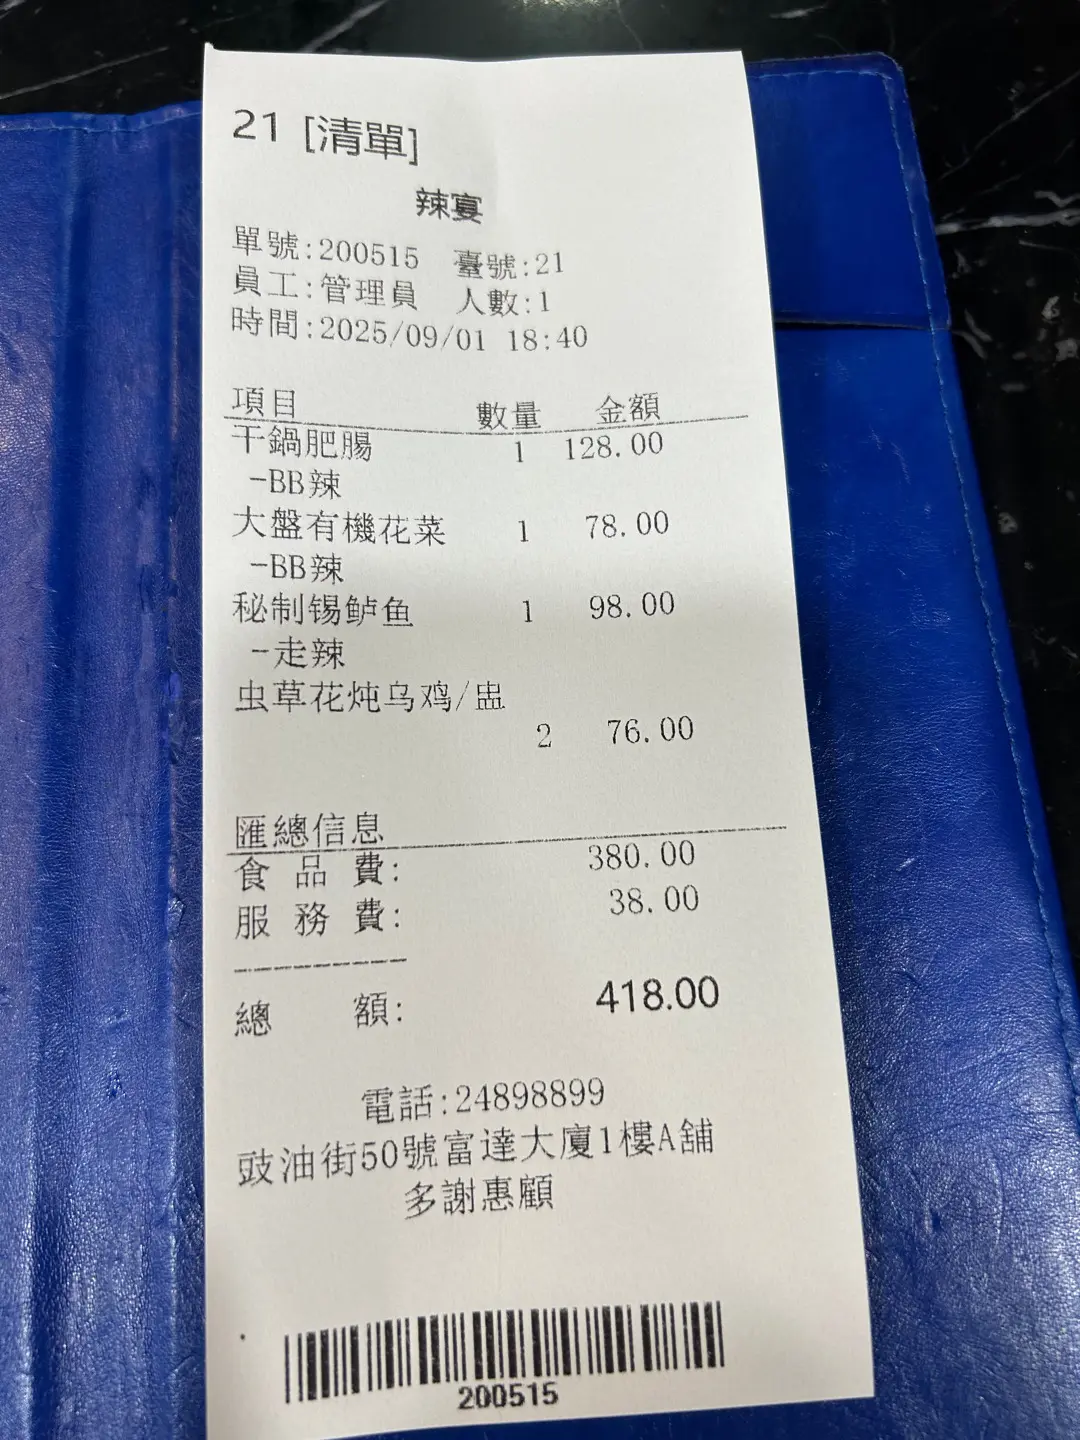 21 [清單]
辣宴
單號:200515 臺號:21
員工:管理員 人數:1
時間:2025/09/01 18:40
項目 數量 金額
干鍋肥腸 1 128.00
-BB辣
大盤有機花菜 1 78.00
-BB辣
秘制锡鲈鱼 1 98.00
-走辣
虫草花炖乌鸡/盅
2 76.00
匯總信息
食品費: 380.00
服務費: 38.00
----------
總額: 418.00
電話:24898899
豉油街50號富達大廈1樓A舖
多謝惠顧
200515